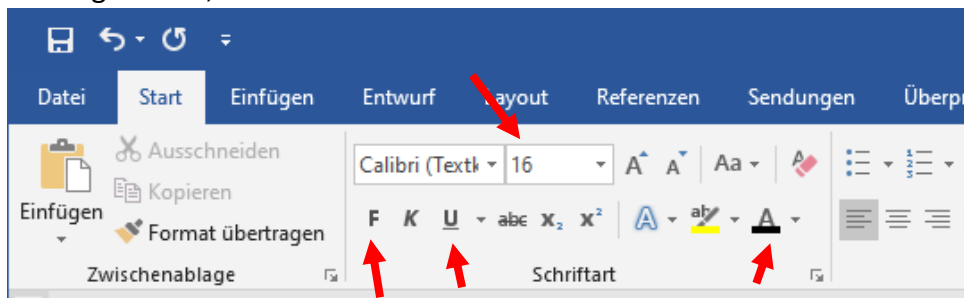 Datei Start Einfügen Entwurf Layout Referenzen Sendungen Überpr
Ausschneiden
Kopieren
Einfügen
Format übertragen
Zwischenablage
Calibri (Textk 16 A A Aa
F K U abc X₂ X² A ab A
Schriftart